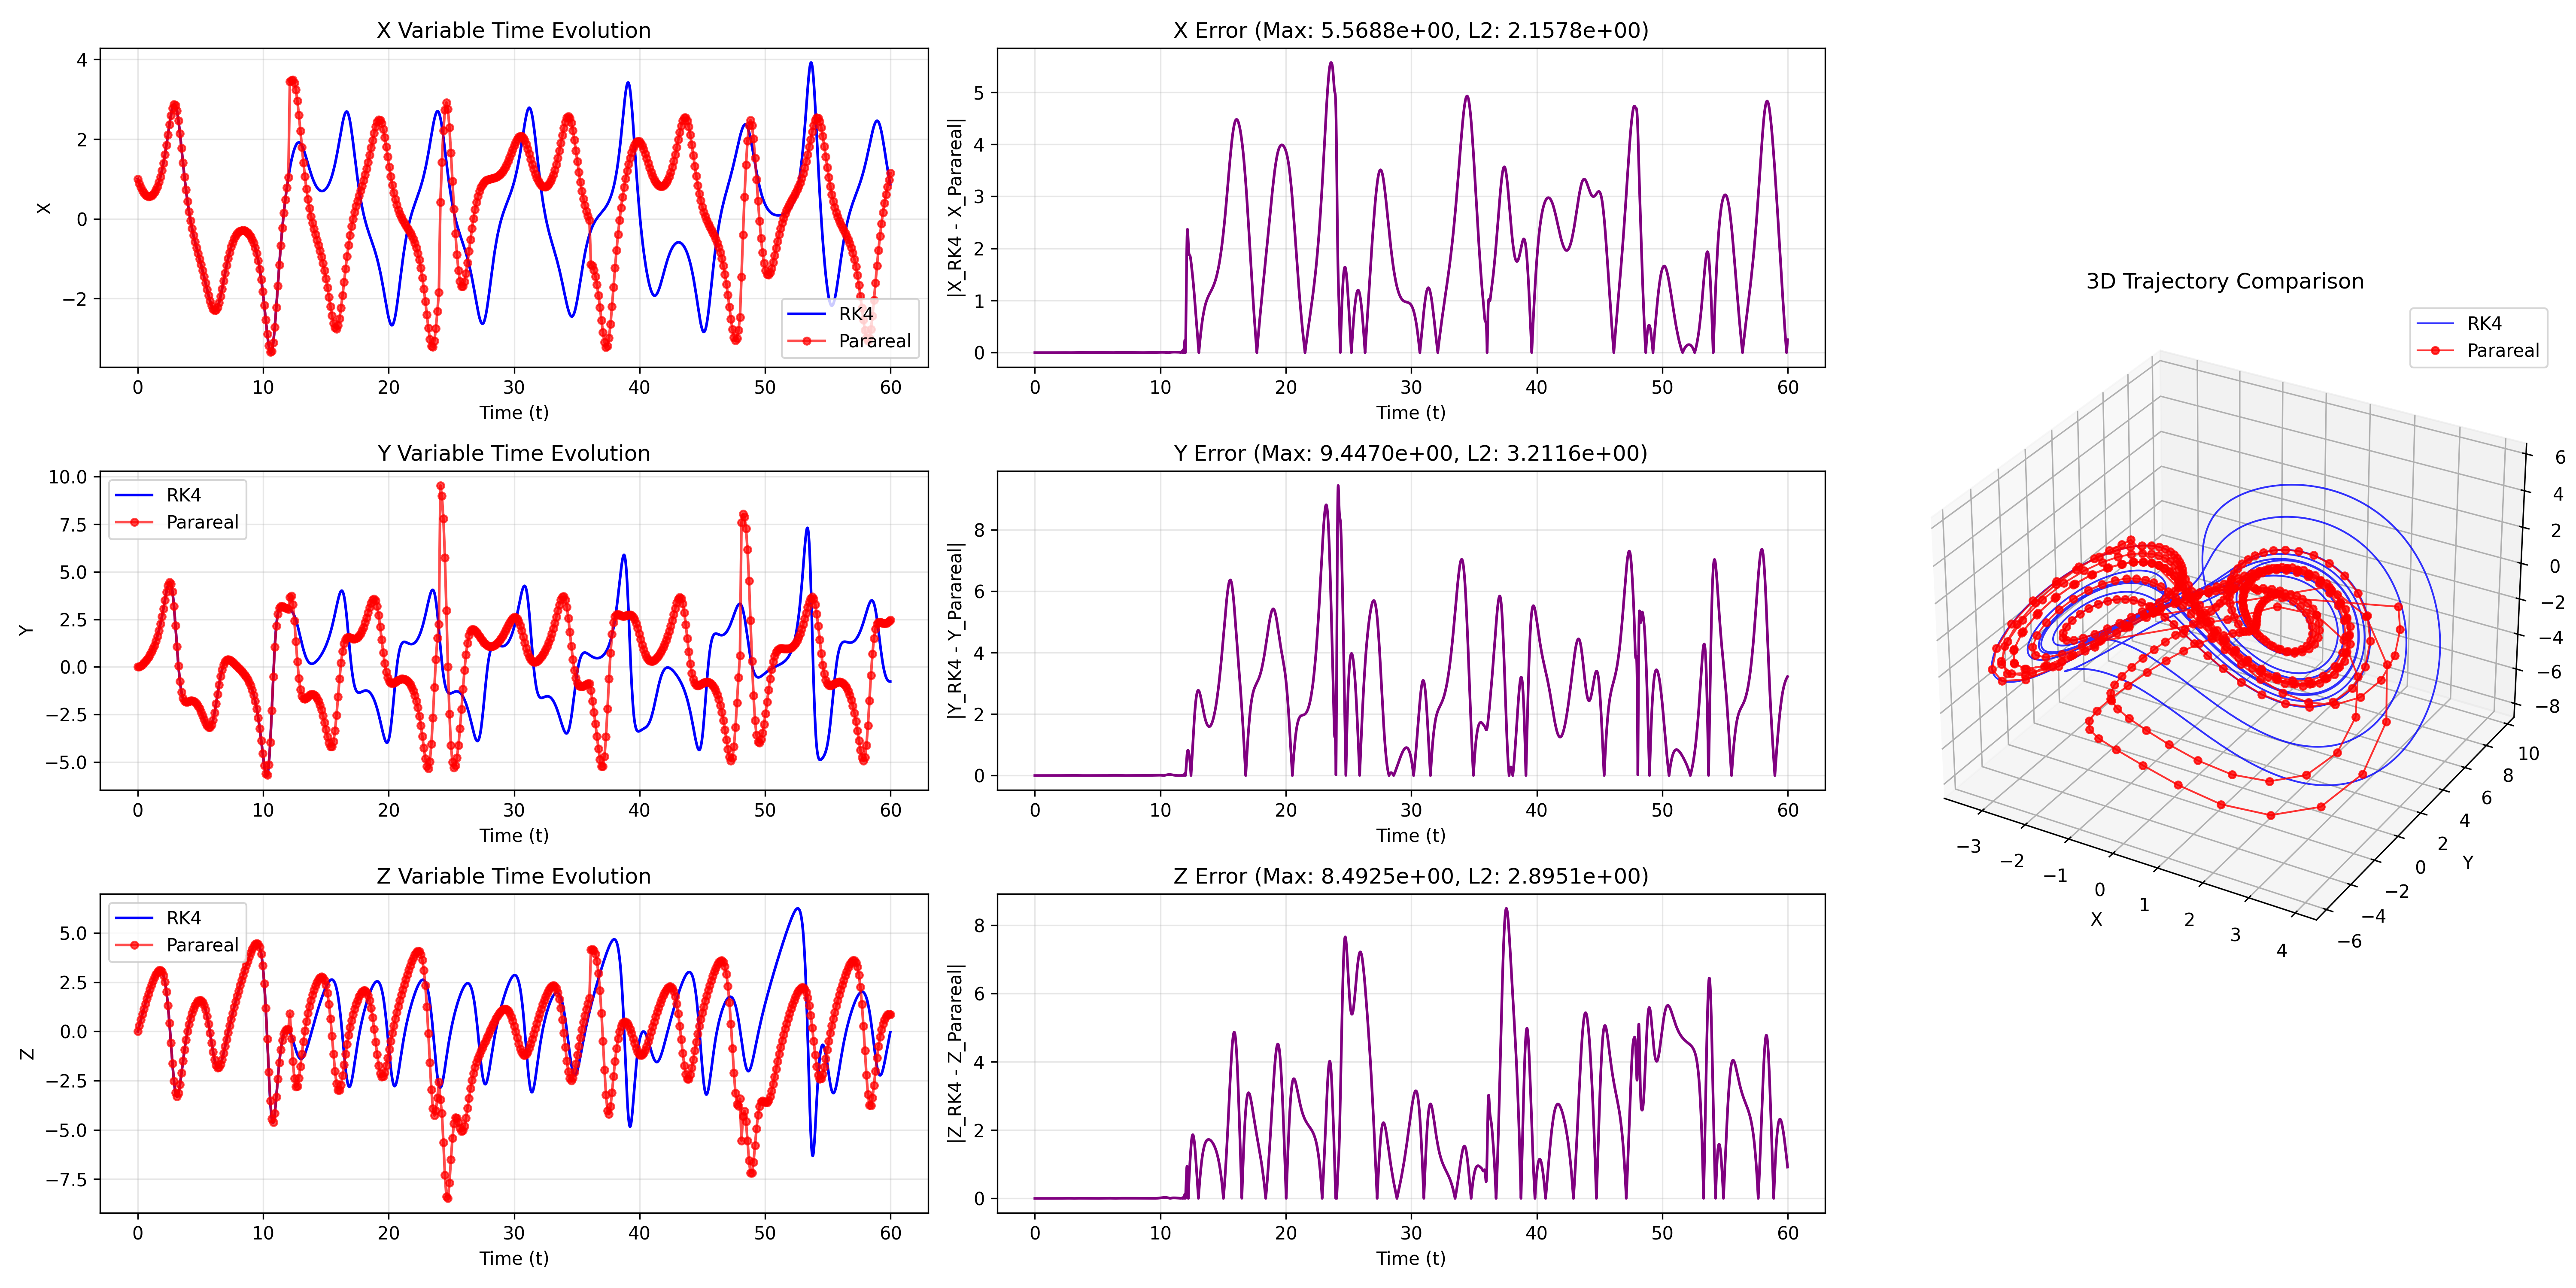 X Variable Time Evolution
4
2
0
−2
X
0 10 20 30 40 50 60
Time (t)
RK4
Parareal
X Error (Max: 5.5688e+00, L2: 2.1578e+00)
5
4
3
2
1
0
|X_RK4 - X_Parareal|
0 10 20 30 40 50 60
Time (t)
Y Variable Time Evolution
10.0
7.5
5.0
2.5
0.0
−2.5
−5.0
Y
RK4
Parareal
0 10 20 30 40 50 60
Time (t)
Y Error (Max: 9.4470e+00, L2: 3.2116e+00)
8
6
4
2
0
|Y_RK4 - Y_Parareal|
0 10 20 30 40 50 60
Time (t)
Z Variable Time Evolution
5.0
2.5
0.0
−2.5
−5.0
−7.5
Z
RK4
Parareal
0 10 20 30 40 50 60
Time (t)
Z Error (Max: 8.4925e+00, L2: 2.8951e+00)
8
6
4
2
0
|Z_RK4 - Z_Parareal|
0 10 20 30 40 50 60
Time (t)
3D Trajectory Comparison
RK4
Parareal
6
4
2
0
−2
−4
−6
−8
10
8
6
4
2
0
−2
−4
−6
Y
−3
−2
−1
0
1
2
3
4
X